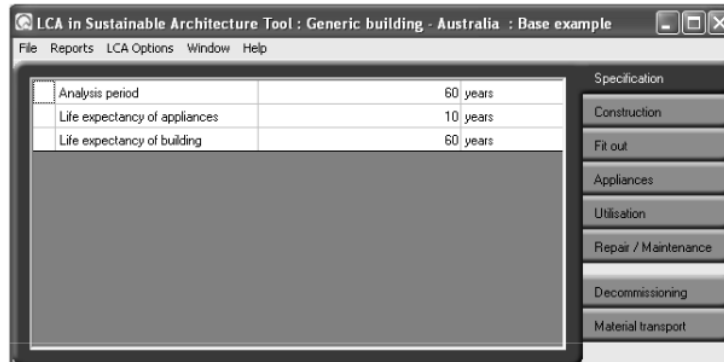 LCA in Sustainable Architecture Tool : Generic building - Australia : Base example
File Reports LCA Options Window Help
Analysis period 60 years
Life expectancy of appliances 10 years
Life expectancy of building 60 years
Specification
Construction
Fit out
Appliances
Utilisation
Repair / Maintenance
Decommissioning
Material transport